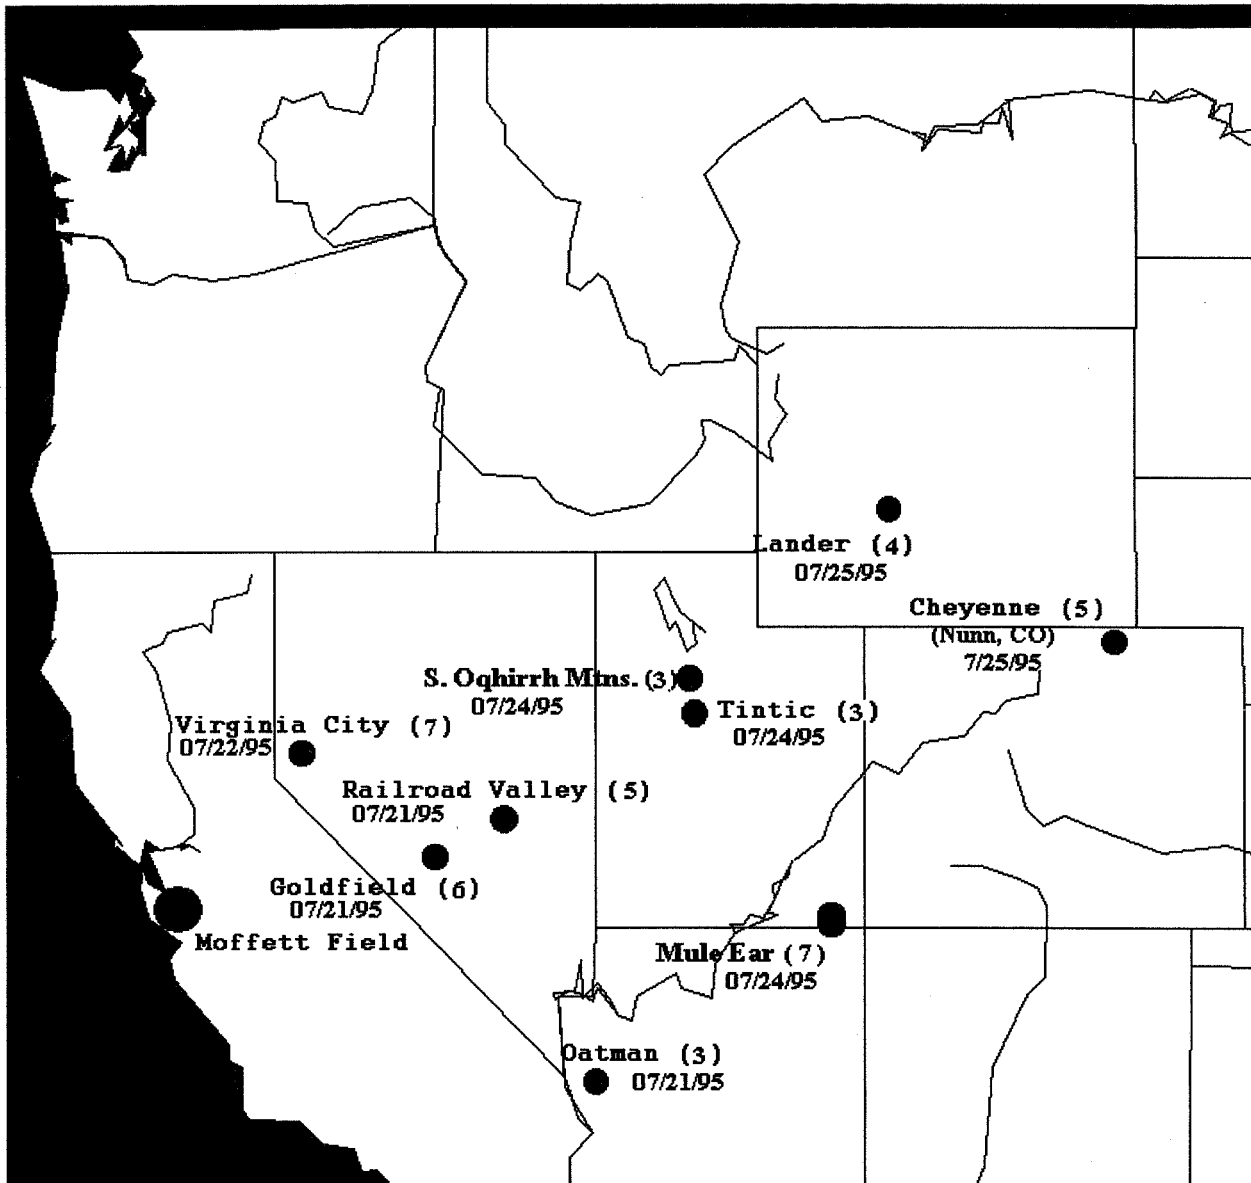 Lander (4)
07/25/95
Cheyenne (5)
(Nunn, CO)
7/25/95
S. Oqhirrh Mtns. (3)
07/24/95
Tintic (3)
07/24/95
Virginia City (7)
07/22/95
Railroad Valley (5)
07/21/95
Goldfield (6)
07/21/95
Moffett Field
Mule Ear (7)
07/24/95
Oatman (3)
07/21/95